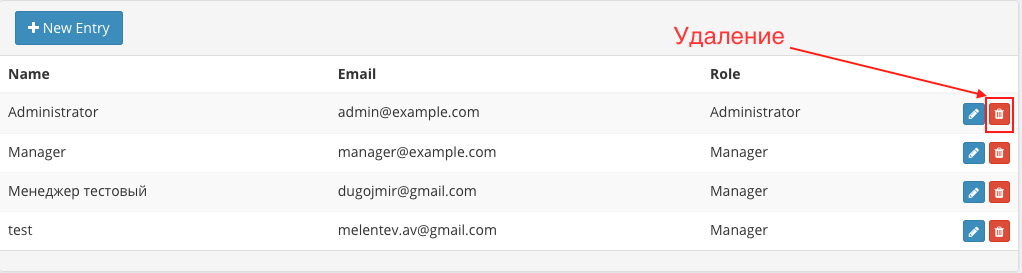 New Entry
Удаление
Name Email Role
Administrator admin@example.com Administrator
Manager manager@example.com Manager
Менеджер тестовый dugojmir@gmail.com Manager
test melentev.av@gmail.com Manager